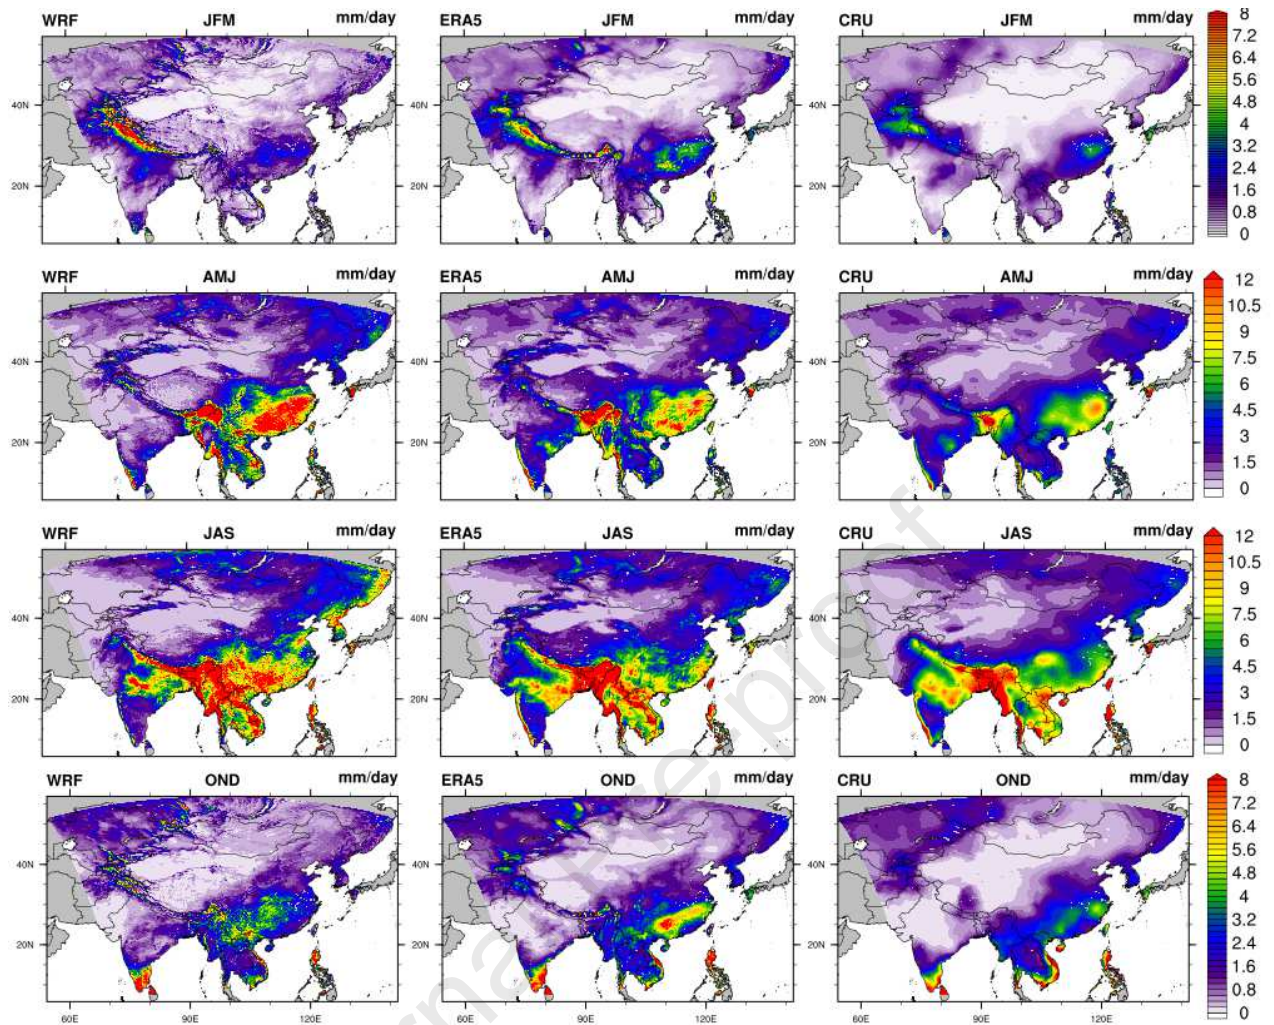 WRF JFM mm/day
ERA5 JFM mm/day
CRU JFM
8
7.2
6.4
5.6
4.8
4
3.2
2.4
1.6
0.8
0
40N
20N
WRF AMJ mm/day
ERA5 AMJ mm/day
CRU AMJ mm/day
12
10.5
9
7.5
6
4.5
3
1.5
0
40N
20N
WRF JAS mm/day
ERA5 JAS mm/day
CRU JAS mm/day
12
10.5
9
7.5
6
4.5
3
1.5
0
40N
20N
WRF OND mm/day
ERA5 OND mm/day
CRU OND mm/day
8
7.2
6.4
5.6
4.8
4
3.2
2.4
1.6
0.8
0
40N
20N
60E 90E 120E 90E 120E 90E 120E